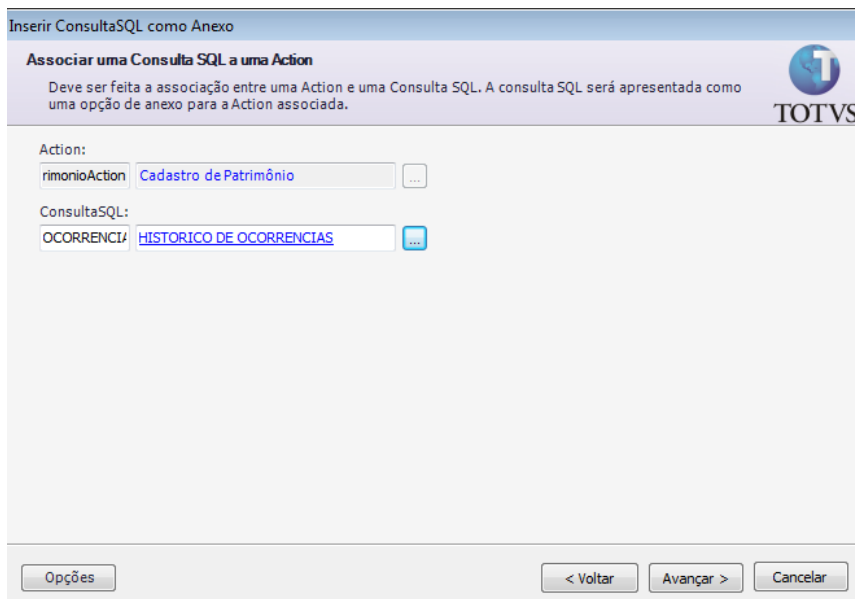 Inserir ConsultaSQL como Anexo
Associar uma Consulta SQL a uma Action
Deve ser feita a associação entre uma Action e uma Consulta SQL. A consulta SQL será apresentada como
uma opção de anexo para a Action associada.
TOTVS
Action:
rimonioAction Cadastro de Patrimônio ...
ConsultaSQL:
OCORRENCIA HISTORICO DE OCORRENCIAS ...
Opções < Voltar Avançar > Cancelar